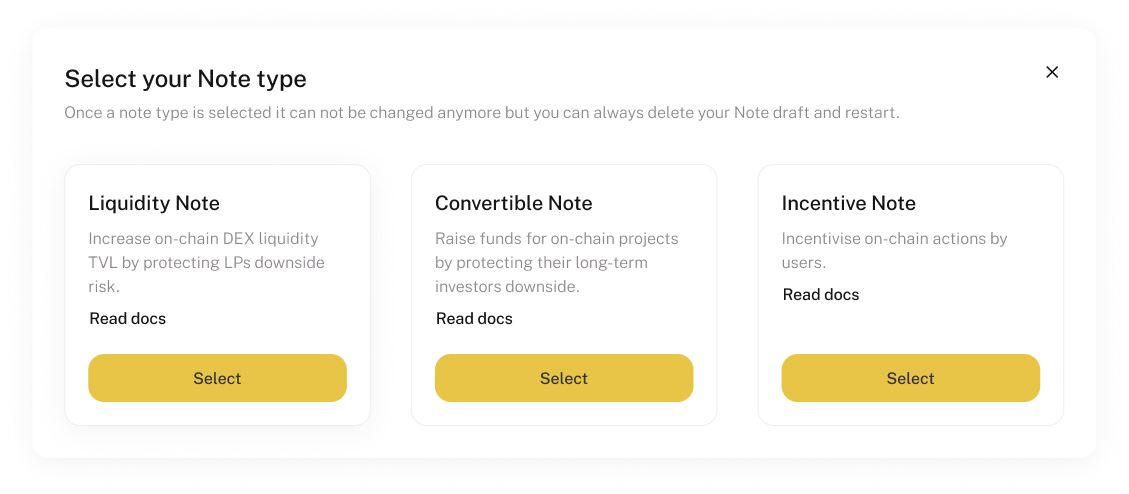 Select your Note type
Once a note type is selected it can not be changed anymore but you can always delete your Note draft and restart.
Liquidity Note
Increase on-chain DEX liquidity
TVL by protecting LPs downside
risk.
Read docs
Select
Convertible Note
Raise funds for on-chain projects
by protecting their long-term
investors downside.
Read docs
Select
Incentive Note
Incentivise on-chain actions by
users.
Read docs
Select